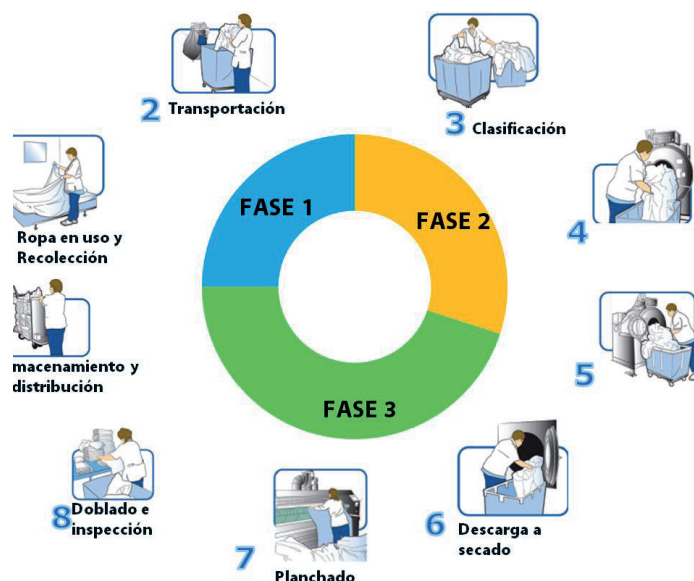 2 Transportación
3 Clasificación
FASE 1
FASE 2
4
Ropa en uso y
Recolección
5
macenamiento y
distribución
FASE 3
8 Doblado e
inspección
6 Descarga a
secado
7 Planchado